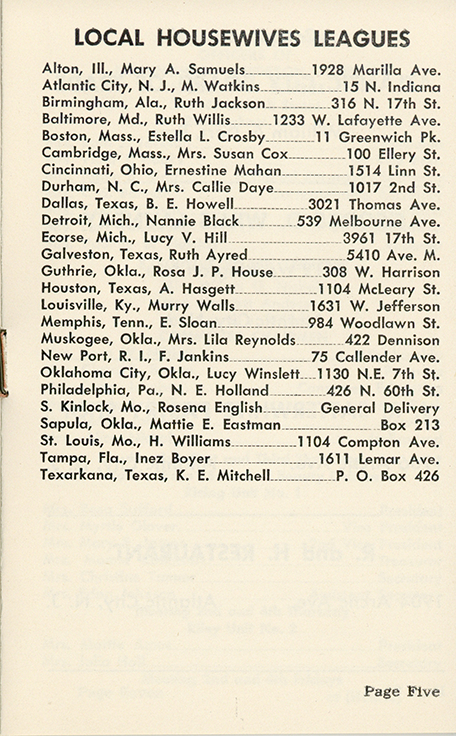 LOCAL HOUSEWIVES LEAGUES
Alton, Ill., Mary A. Samuels 1928 Marilla Ave.
Atlantic City, N. J., M. Watkins 15 N. Indiana
Birmingham, Ala., Ruth Jackson 316 N. 17th St.
Baltimore, Md., Ruth Willis 1233 W. Lafayette Ave.
Boston, Mass., Estella L. Crosby 11 Greenwich Pk.
Cambridge, Mass., Mrs. Susan Cox 100 Ellery St.
Cincinnati, Ohio, Ernestine Mahan 1514 Linn St.
Durham, N. C., Mrs. Callie Daye 1017 2nd St.
Dallas, Texas, B. E. Howell 3021 Thomas Ave.
Detroit, Mich., Nannie Black 539 Melbourne Ave.
Ecorse, Mich., Lucy V. Hill 3961 17th St.
Galveston, Texas, Ruth Ayred 5410 Ave. M.
Guthrie, Okla., Rosa J. P. House 308 W. Harrison
Houston, Texas, A. Hasgett 1104 McLeary St.
Louisville, Ky., Murry Walls 1631 W. Jefferson
Memphis, Tenn., E. Sloan 984 Woodlawn St.
Muskogee, Okla., Mrs. Lila Reynolds 422 Dennison
New Port, R. I., F. Jankins 75 Callender Ave.
Oklahoma City, Okla., Lucy Winslett 1130 N.E. 7th St.
Philadelphia, Pa., N. E. Holland 426 N. 60th St.
S. Kinlock, Mo., Rosena English General Delivery
Sapula, Okla., Mattie E. Eastman Box 213
St. Louis, Mo., H. Williams 1104 Compton Ave.
Tampa, Fla., Inez Boyer 1611 Lemar Ave.
Texarkana, Texas, K. E. Mitchell P. O. Box 426
Page Five